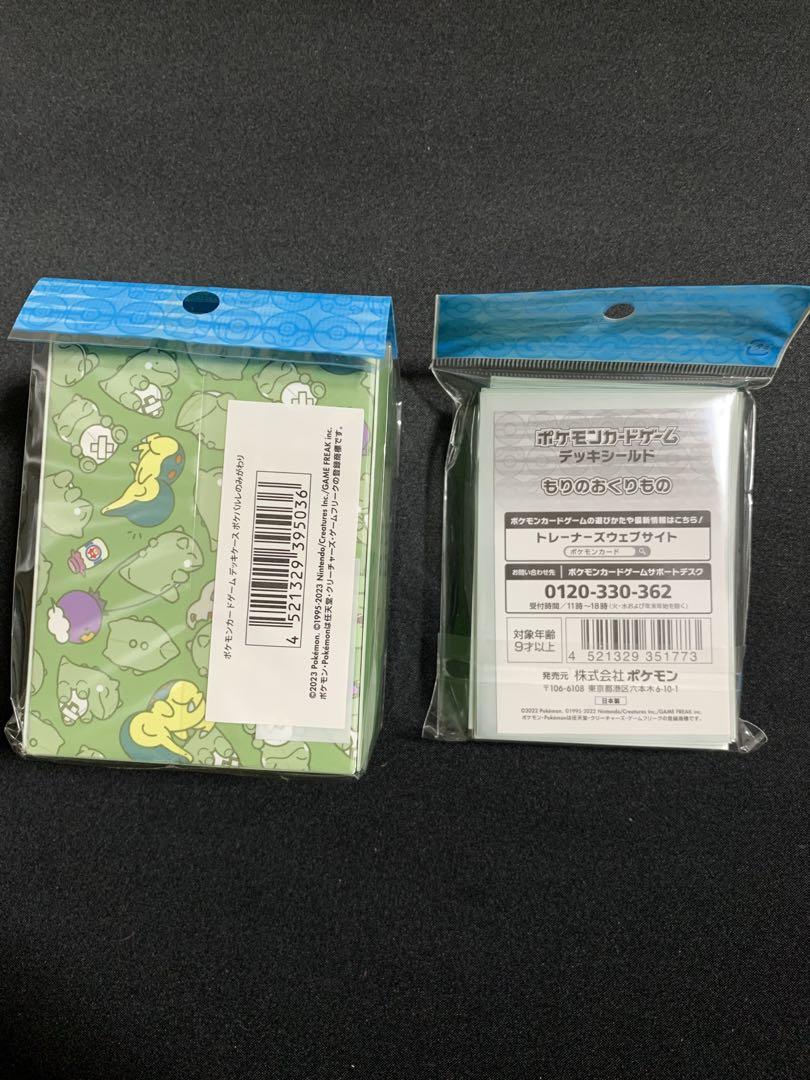 ポケモンカードゲーム デッキケース ポケバルレのみがわり
4 521329 395036
©2023 Pokémon. ©1995-2023 Nintendo/Creatures Inc./GAME FREAK inc.
ポケモン・Pokémonは任天堂・クリーチャーズ・ゲームフリークの登録商標です。
ポケモンカードゲーム
デッキシールド
もりのおくりもの
ポケモンカードゲームの遊びかたや最新情報はこちら!
トレーナーズウェブサイト
ポケモンカード
お問い合わせ先 ポケモンカードゲームサポートデスク
0120-330-362
受付時間/11時~18時(火・水および年末年始を除く)
対象年齢
9才以上
4 521329 351773
発売元 株式会社 ポケモン
〒106-6108 東京都港区六本木6-10-1
日本製
©2022 Pokémon. ©1995-2022 Nintendo/Creatures Inc./GAME FREAK inc.
ポケモン・Pokémonは任天堂・クリーチャーズ・ゲームフリークの登録商標です。